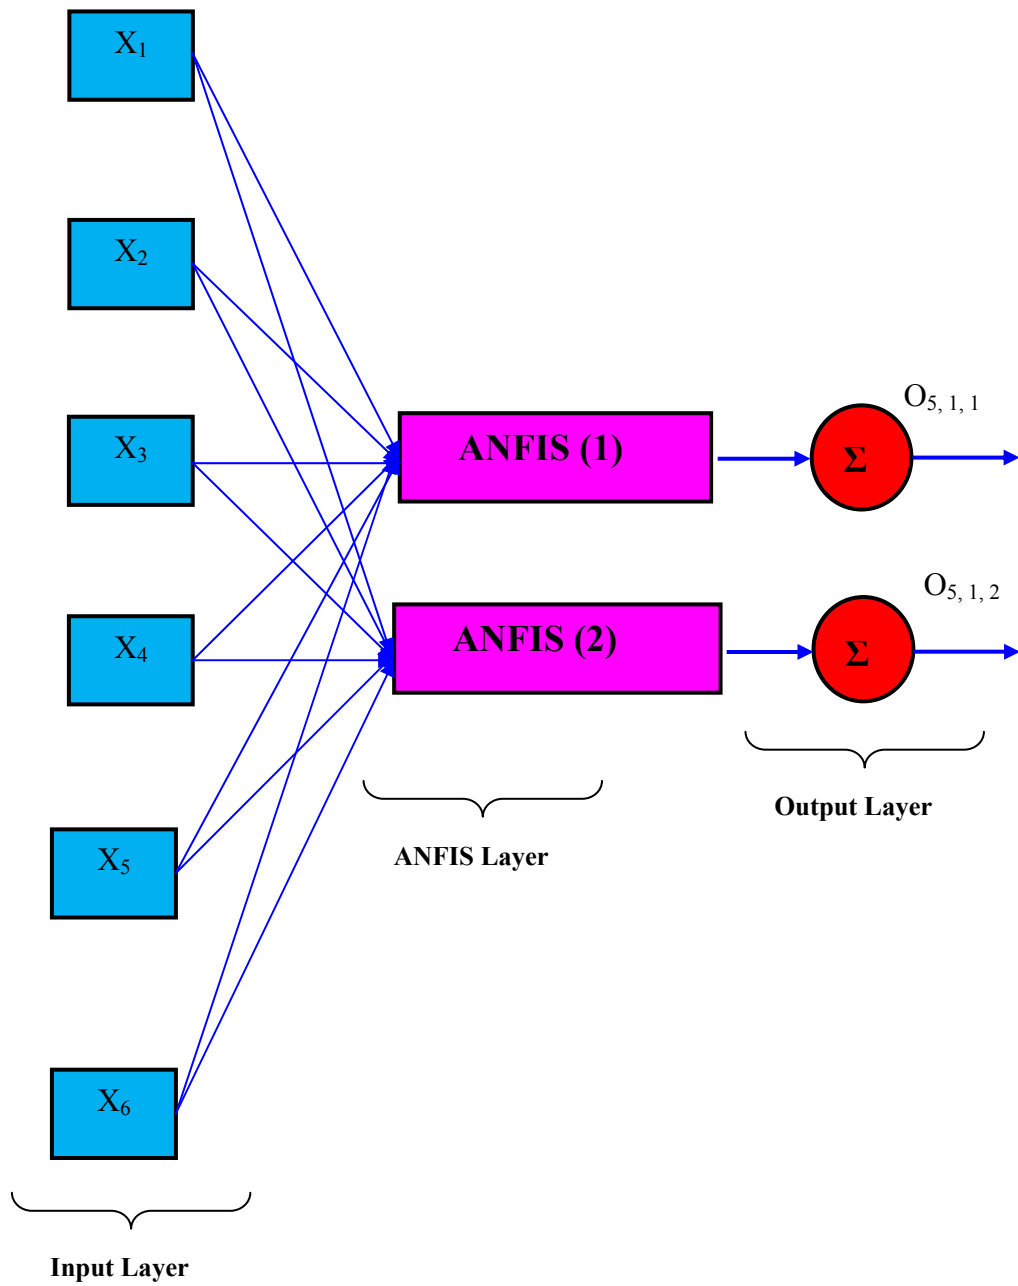 X1
X2
X3
X4
X5
X6
Input Layer
ANFIS (1)
ANFIS (2)
ANFIS Layer
Σ
O5, 1, 1
Σ
O5, 1, 2
Output Layer